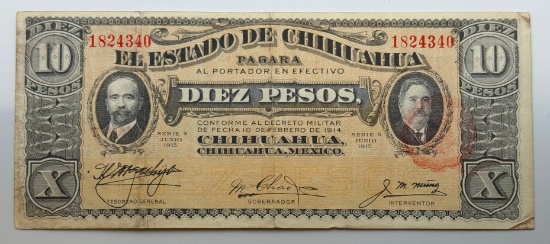 DIEZ
10
PESOS
1824340
1824340
DIEZ
10
PESOS
EL ESTADO DE CHIHUAHUA
PAGARA
AL PORTADOR EN EFECTIVO
DIEZ PESOS,
CONFORME AL DECRETO MILITAR
DE FECHA 10 DE FEBRERO DE 1914.
SERIE N
JUNIO
1915
SERIE N
JUNIO
1915
CHIHUAHUA,
CHIHUAHUA, MEXICO.
X
TESORERO GENERAL
GOBERNADOR
INTERVENTOR
X